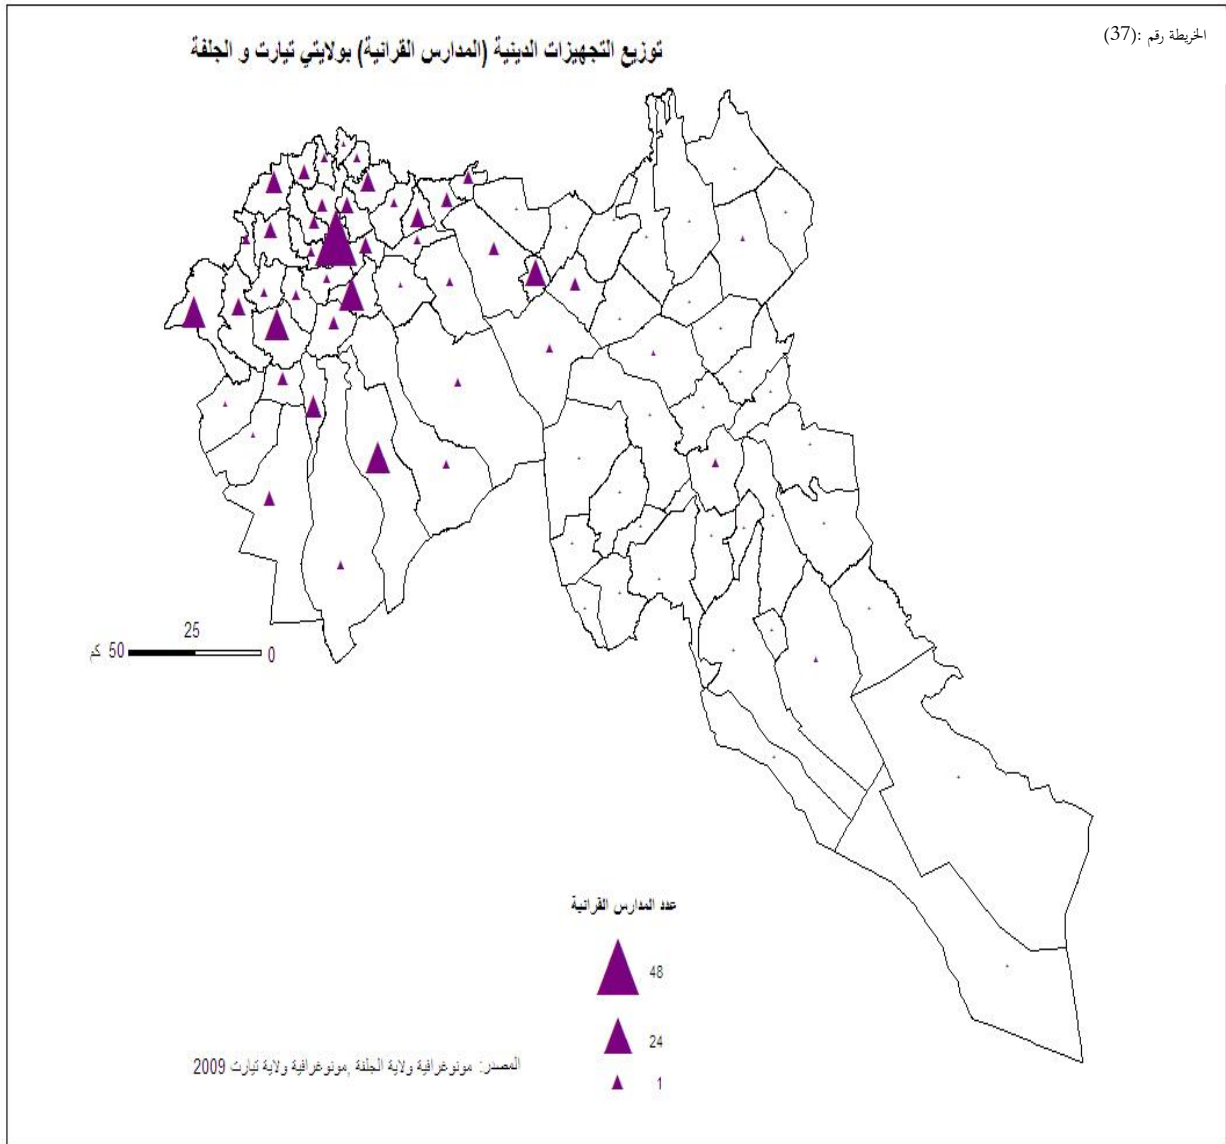 الخريطة رقم :(37)
توزيع التجهيزات الدينية (المدارس القرانية) بولايتي تيارت و الجلفة
25
0 50 كم
عدد المدارس القرانية
48
24
1
المصدر: مونوغرافية ولاية الجلفة ,مونوغرافية ولاية تيارت 2009